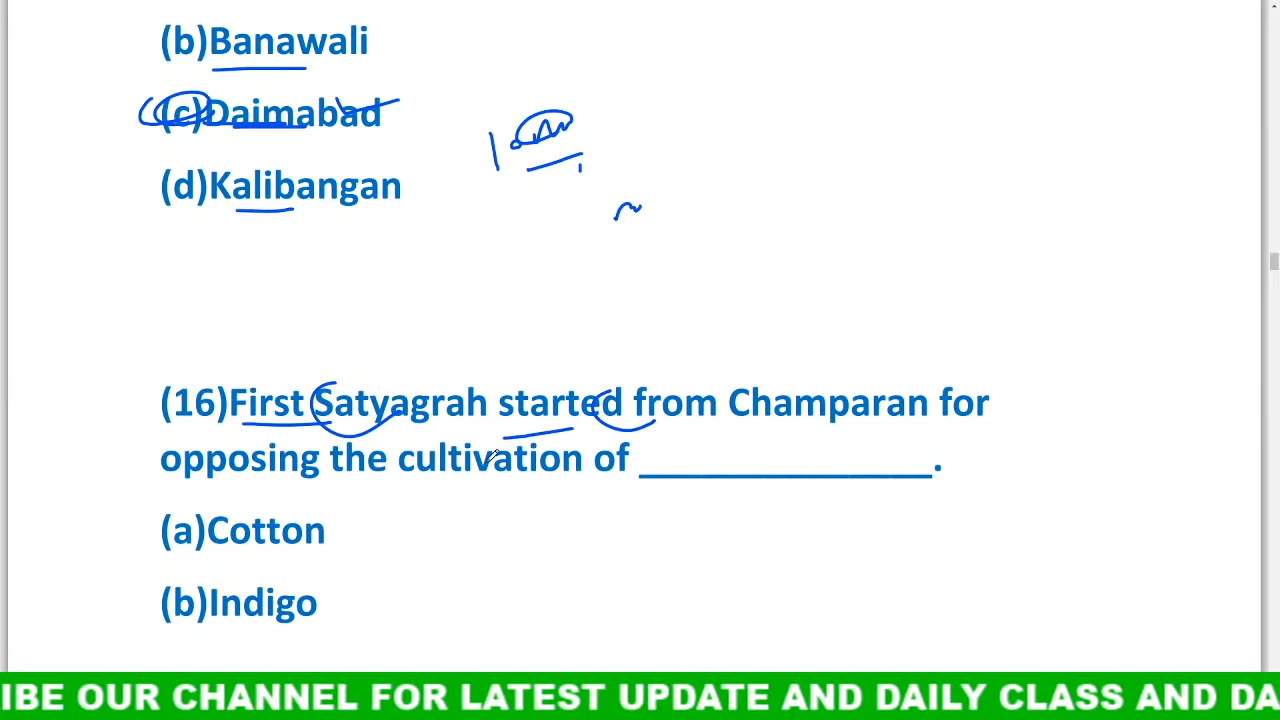 (b)Banawali
(c)Daimabad
(d)Kalibangan
(16)First Satyagrah started from Champaran for
opposing the cultivation of _______________.
(a)Cotton
(b)Indigo
IBE OUR CHANNEL FOR LATEST UPDATE AND DAILY CLASS AND DA